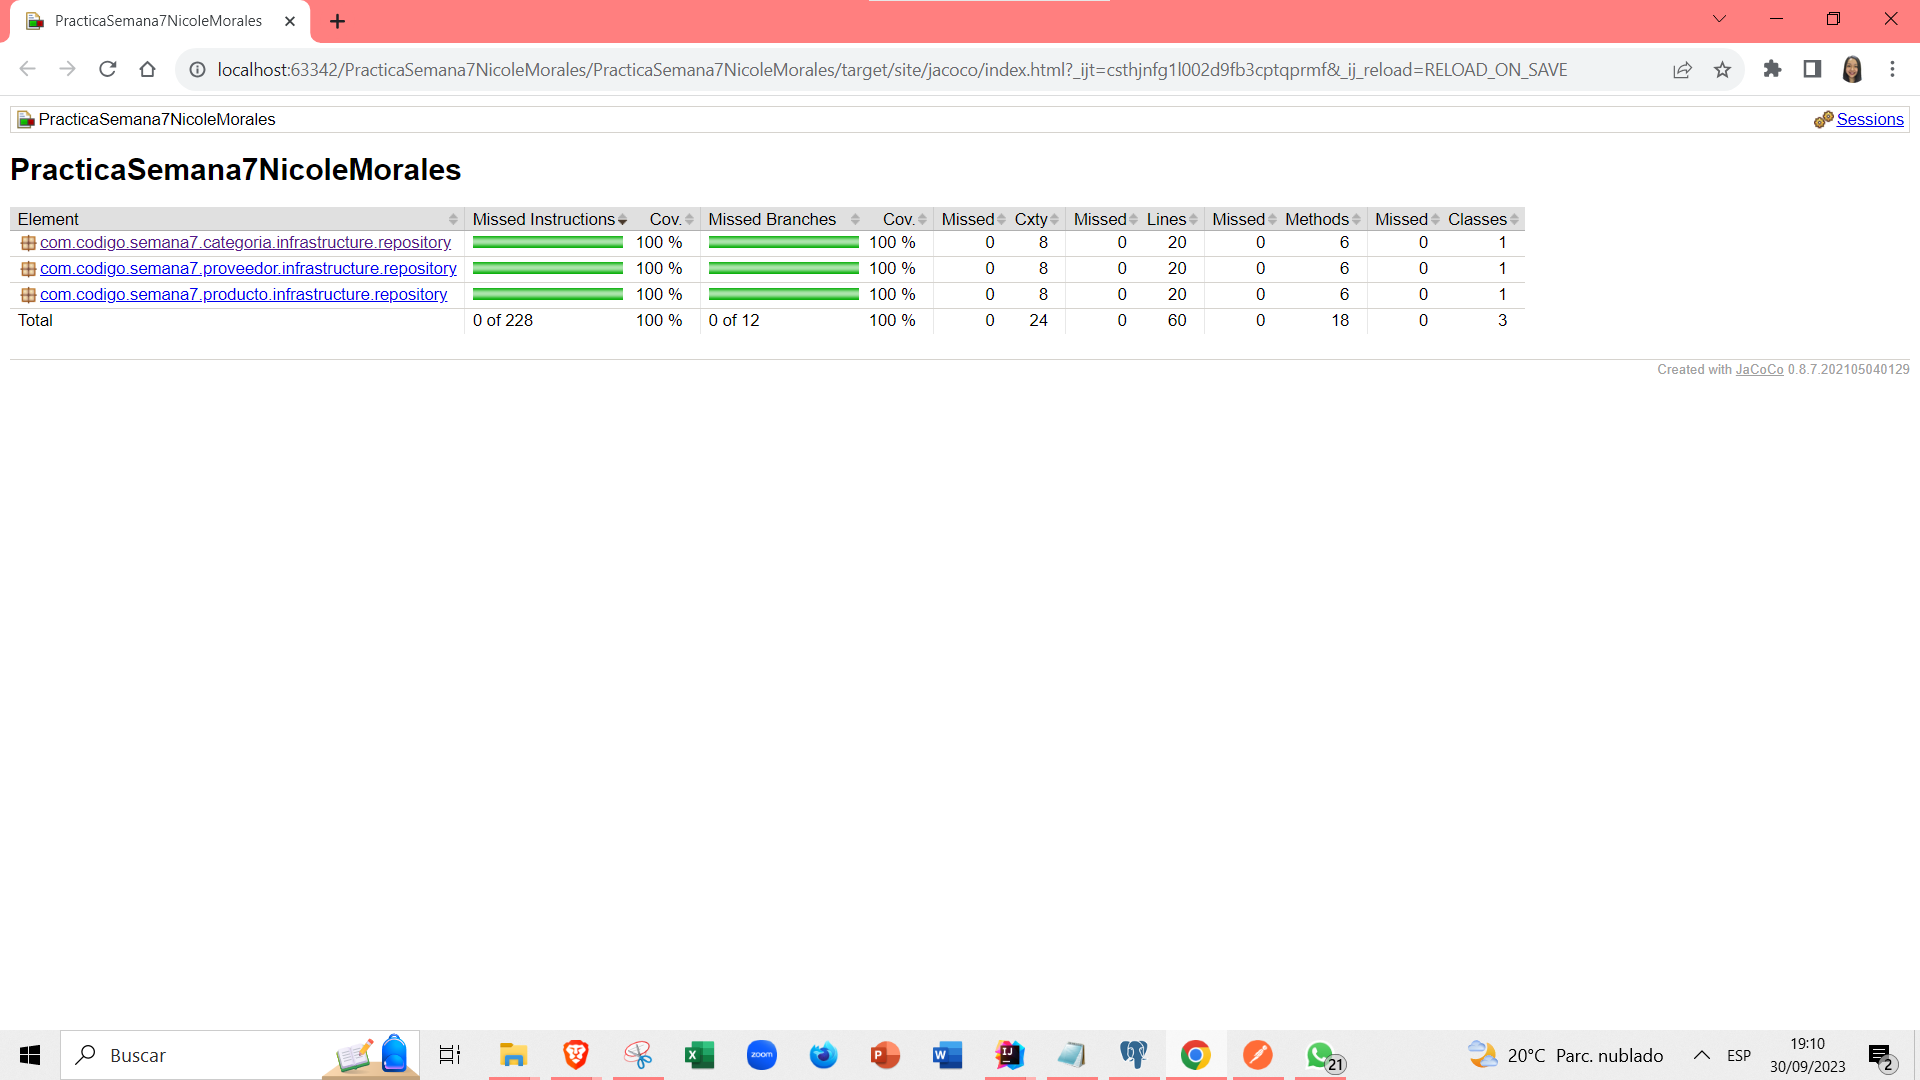 PracticaSemana7NicoleMorales
localhost:63342/PracticaSemana7NicoleMorales/PracticaSemana7NicoleMorales/target/site/jacoco/index.html?_ijt=csthjnfg1l002d9fb3cptqprmf&_ij_reload=RELOAD_ON_SAVE
PracticaSemana7NicoleMorales Sessions
PracticaSemana7NicoleMorales
Element Missed Instructions Cov. Missed Branches Cov. Missed Cxty Missed Lines Missed Methods Missed Classes
com.codigo.semana7.categoria.infrastructure.repository 100 % 100 % 0 8 0 20 0 6 0 1
com.codigo.semana7.proveedor.infrastructure.repository 100 % 100 % 0 8 0 20 0 6 0 1
com.codigo.semana7.producto.infrastructure.repository 100 % 100 % 0 8 0 20 0 6 0 1
Total 0 of 228 100 % 0 of 12 100 % 0 24 0 60 0 18 0 3
Created with JaCoCo 0.8.7.202105040129
Buscar
X
zoom
P
W
IJ
21
20°C Parc. nublado
ESP
19:10
30/09/2023
2